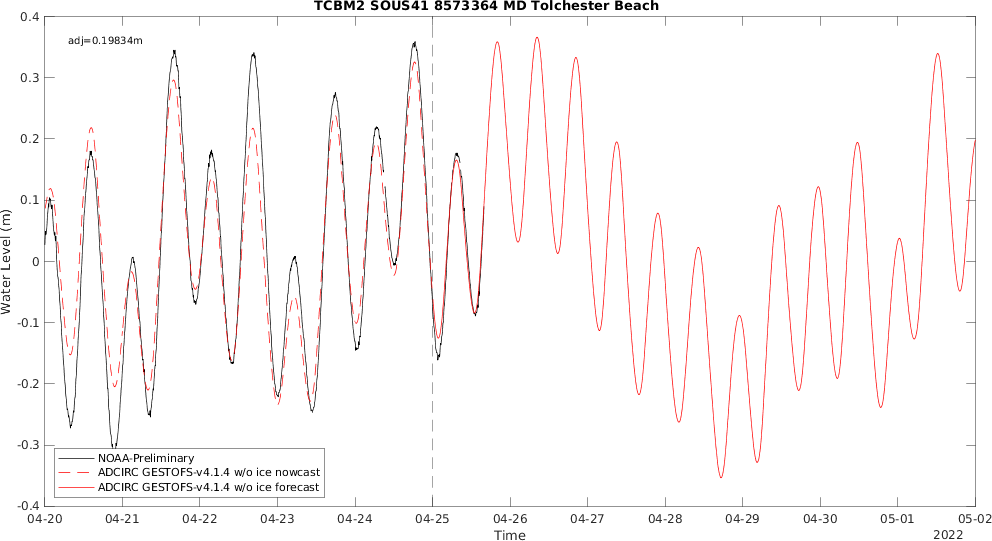 TCBM2 SOUS41 8573364 MD Tolchester Beach
adj=0.19834m
0.4
0.3
0.2
0.1
0
-0.1
-0.2
-0.3
-0.4
Water Level (m)
NOAA-Preliminary
ADCIRC GESTOFS-v4.1.4 w/o ice nowcast
ADCIRC GESTOFS-v4.1.4 w/o ice forecast
04-20 04-21 04-22 04-23 04-24 04-25 04-26 04-27 04-28 04-29 04-30 05-01 05-02
Time
2022